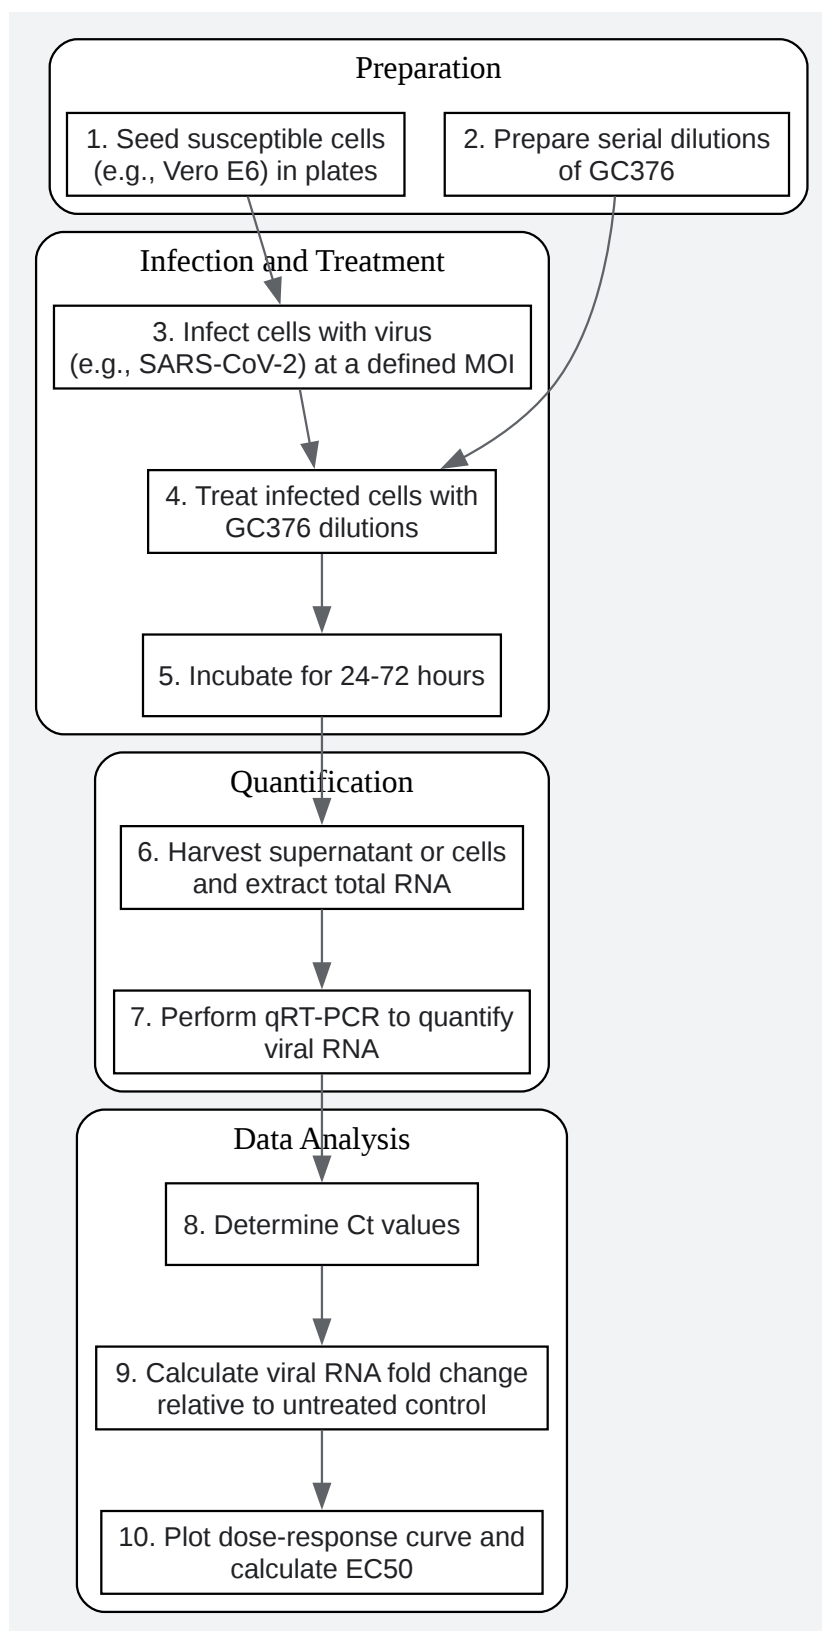 Preparation
1. Seed susceptible cells
(e.g., Vero E6) in plates
2. Prepare serial dilutions
of GC376
Infection and Treatment
3. Infect cells with virus
(e.g., SARS-CoV-2) at a defined MOI
4. Treat infected cells with
GC376 dilutions
5. Incubate for 24-72 hours
Quantification
6. Harvest supernatant or cells
and extract total RNA
7. Perform qRT-PCR to quantify
viral RNA
Data Analysis
8. Determine Ct values
9. Calculate viral RNA fold change
relative to untreated control
10. Plot dose-response curve and
calculate EC50